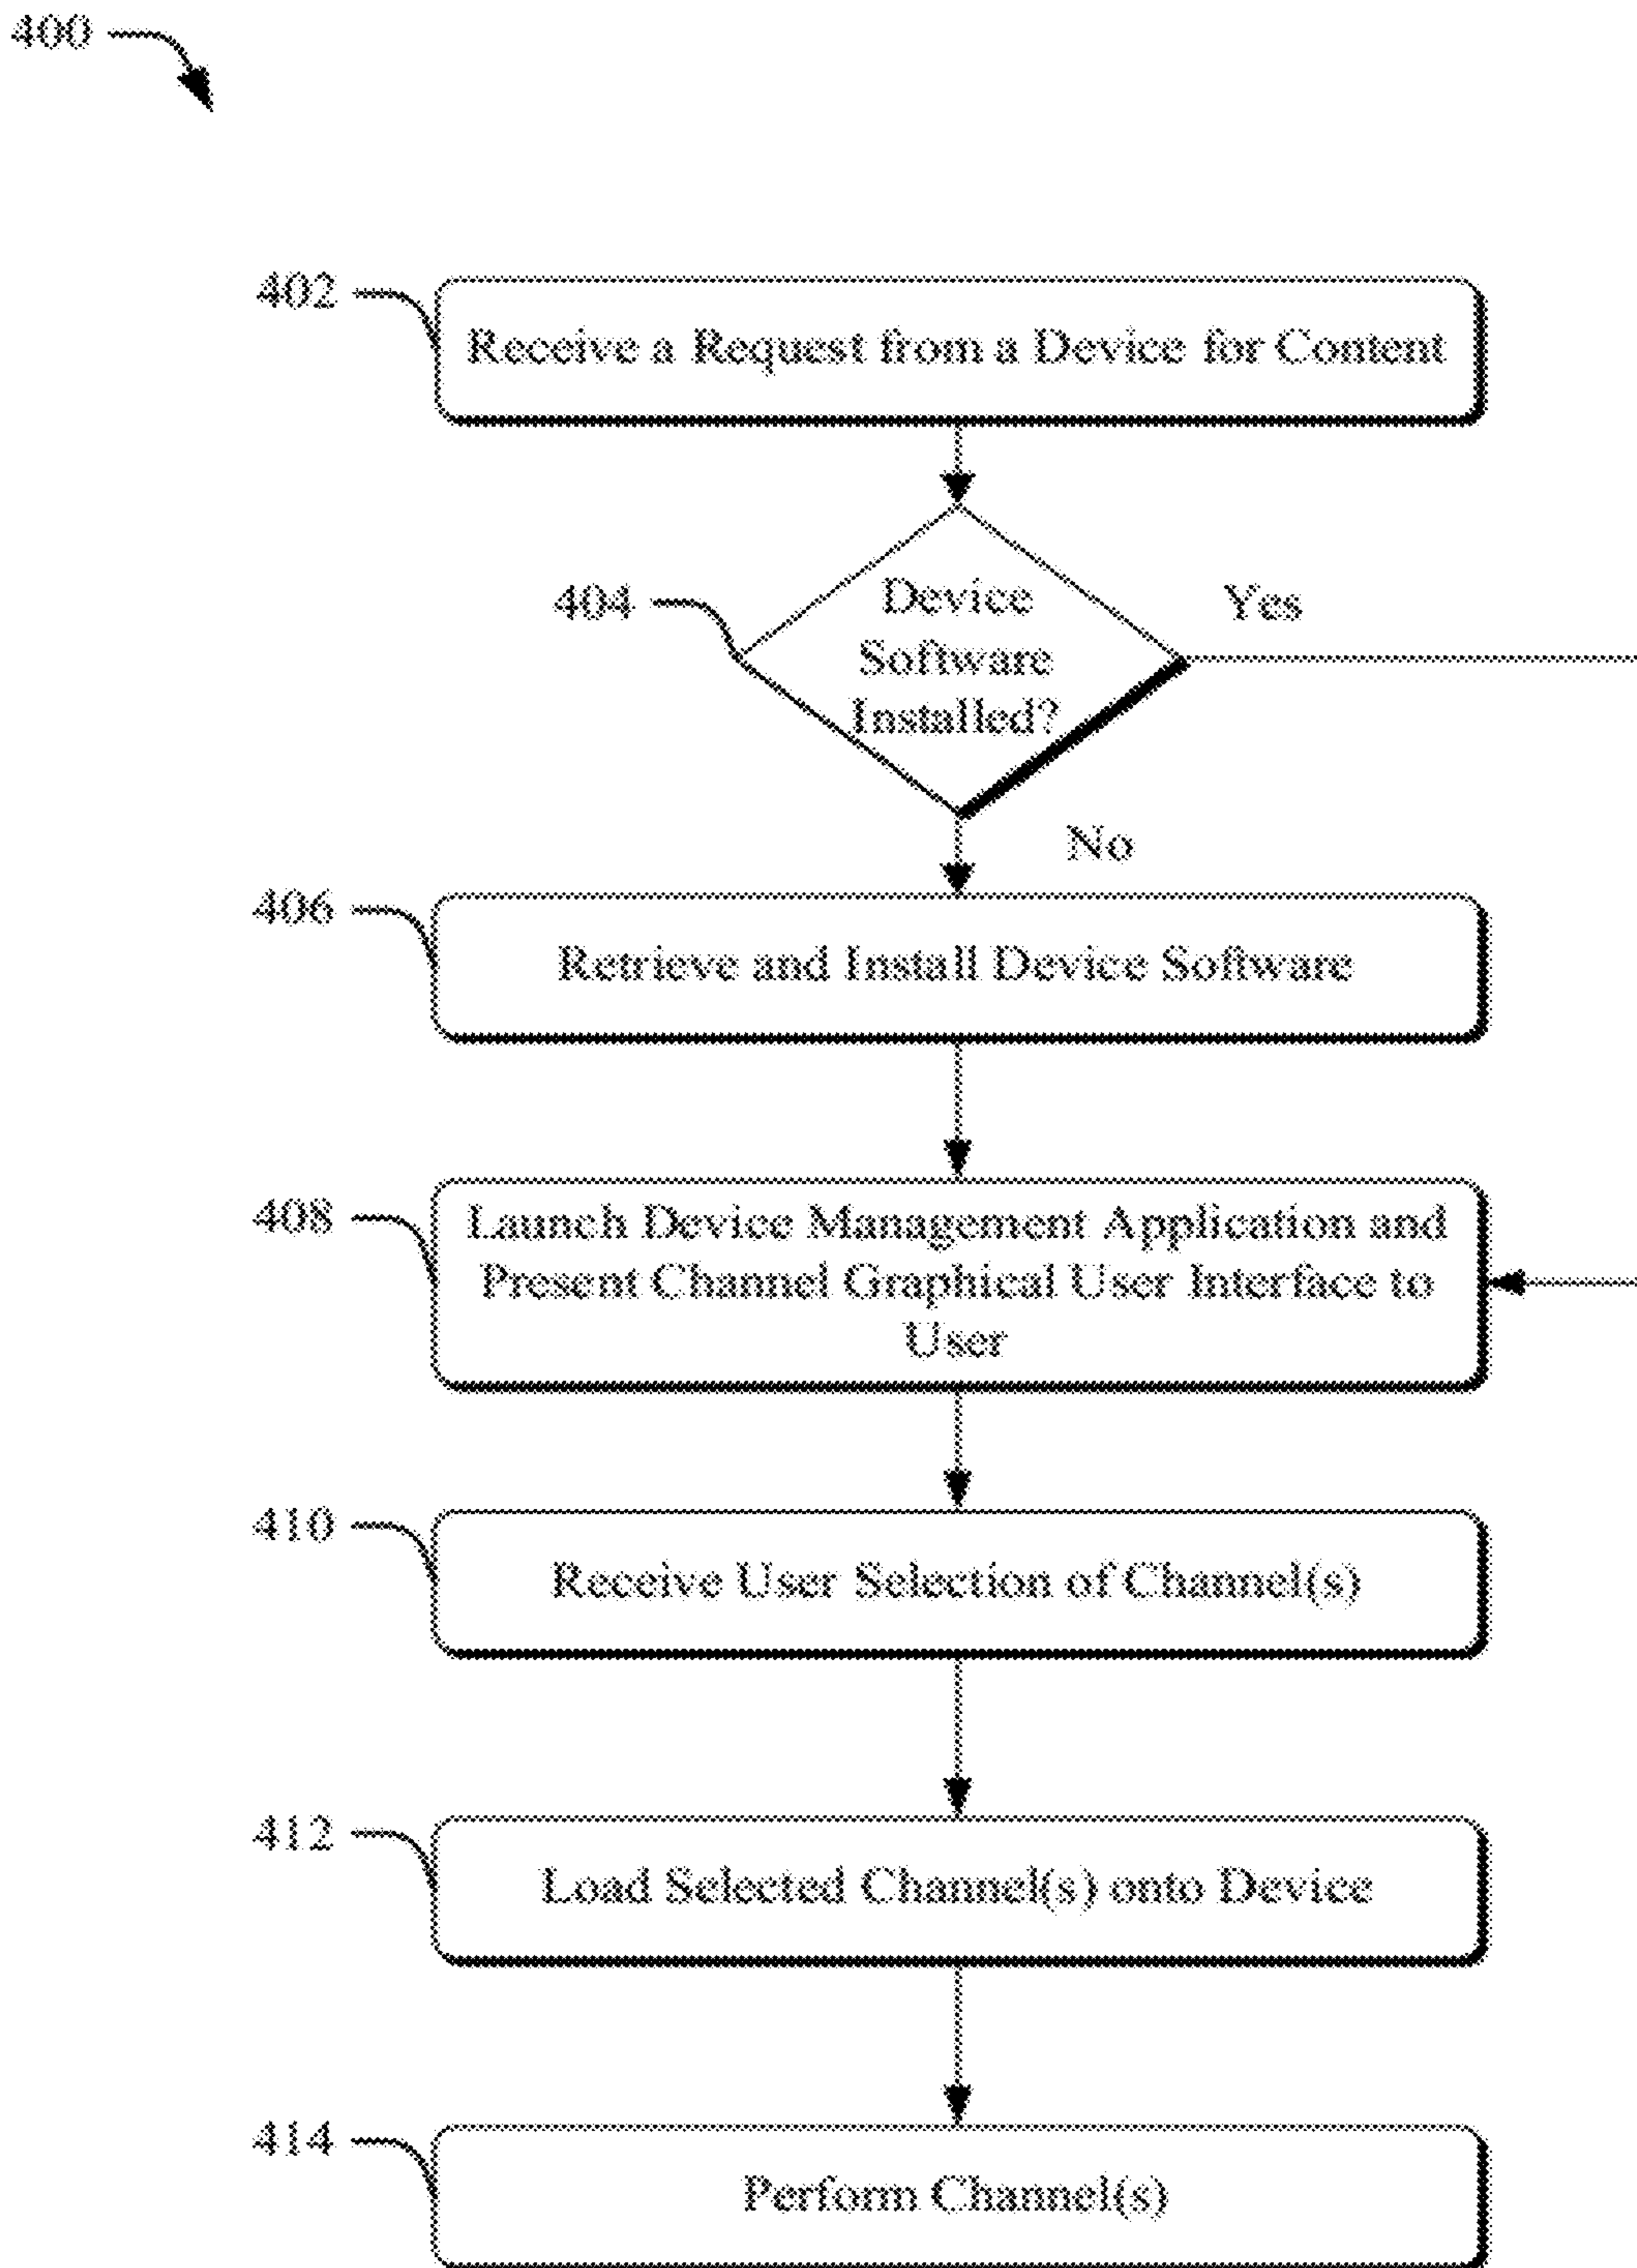 400
402
Receive a Request from a Device for Content
404
Device
Software
Installed?
Yes
No
406
Retrieve and Install Device Software
408
Launch Device Management Application and
Present Channel Graphical User Interface to
User
410
Receive User Selection of Channel(s)
412
Load Selected Channel(s) onto Device
414
Perform Channel(s)